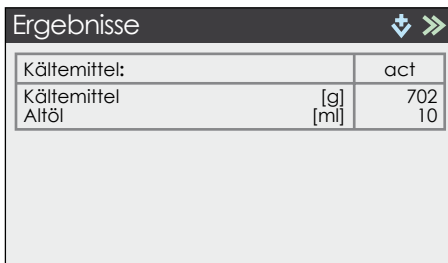 Ergebnisse
Kältemittel: act
Kältemittel [g] 702
Altöl [ml] 10